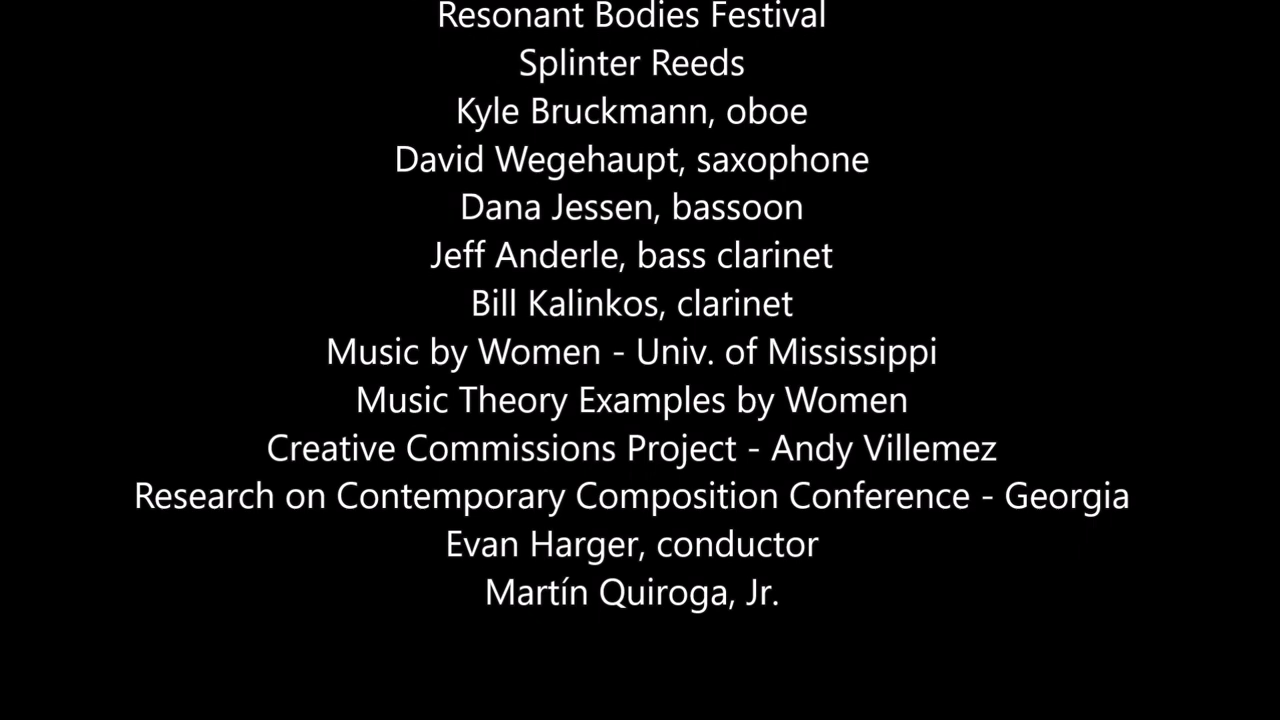 Resonant Bodies Festival
Splinter Reeds
Kyle Bruckmann, oboe
David Wegehaupt, saxophone
Dana Jessen, bassoon
Jeff Anderle, bass clarinet
Bill Kalinkos, clarinet
Music by Women - Univ. of Mississippi
Music Theory Examples by Women
Creative Commissions Project - Andy Villemez
Research on Contemporary Composition Conference - Georgia
Evan Harger, conductor
Martín Quiroga, Jr.